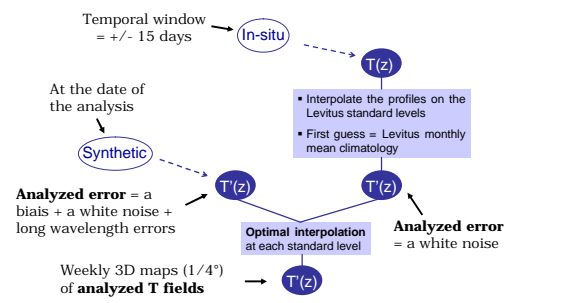 Temporal window
= +/- 15 days
In-situ
T(z)
At the date of
the analysis
▪ Interpolate the profiles on the
Levitus standard levels
▪ First guess = Levitus monthly
mean climatology
Synthetic
T'(z)
T'(z)
Analyzed error = a
biais + a white noise +
long wavelength errors
Analyzed error
= a white noise
Optimal interpolation
at each standard level
Weekly 3D maps (1/4°)
of analyzed T fields
T'(z)